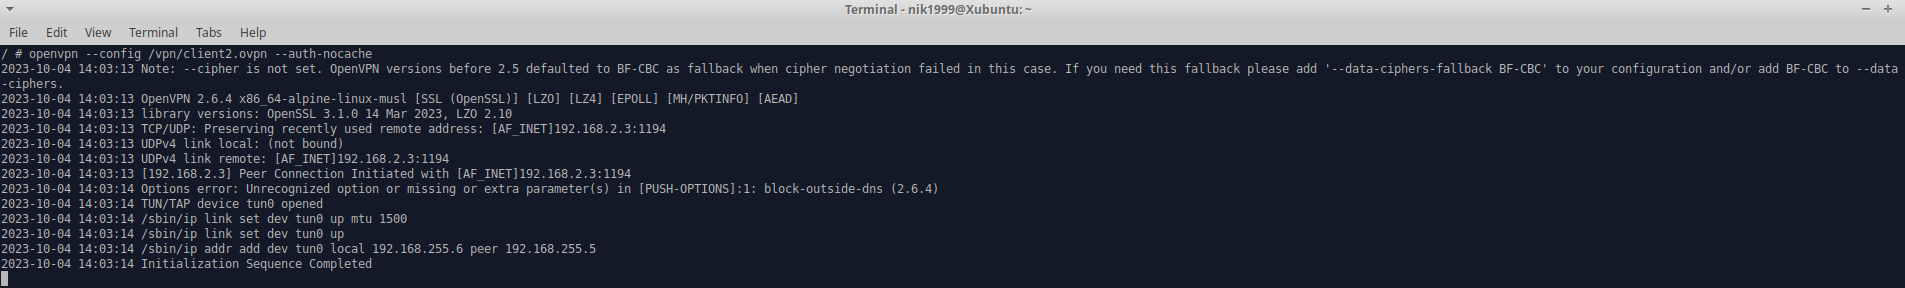 Terminal - nik1999@Xubuntu: ~
File Edit View Terminal Tabs Help
/ # openvpn --config /vpn/client2.ovpn --auth-nocache
2023-10-04 14:03:13 Note: --cipher is not set. OpenVPN versions before 2.5 defaulted to BF-CBC as fallback when cipher negotiation failed in this case. If you need this fallback please add '--data-ciphers-fallback BF-CBC' to your configuration and/or add BF-CBC to --data
-ciphers.
2023-10-04 14:03:13 OpenVPN 2.6.4 x86_64-alpine-linux-musl [SSL (OpenSSL)] [LZO] [LZ4] [EPOLL] [MH/PKTINFO] [AEAD]
2023-10-04 14:03:13 library versions: OpenSSL 3.1.0 14 Mar 2023, LZO 2.10
2023-10-04 14:03:13 TCP/UDP: Preserving recently used remote address: [AF_INET]192.168.2.3:1194
2023-10-04 14:03:13 UDPv4 link local: (not bound)
2023-10-04 14:03:13 UDPv4 link remote: [AF_INET]192.168.2.3:1194
2023-10-04 14:03:13 [192.168.2.3] Peer Connection Initiated with [AF_INET]192.168.2.3:1194
2023-10-04 14:03:14 Options error: Unrecognized option or missing or extra parameter(s) in [PUSH-OPTIONS]:1: block-outside-dns (2.6.4)
2023-10-04 14:03:14 TUN/TAP device tun0 opened
2023-10-04 14:03:14 /sbin/ip link set dev tun0 up mtu 1500
2023-10-04 14:03:14 /sbin/ip link set dev tun0 up
2023-10-04 14:03:14 /sbin/ip addr add dev tun0 local 192.168.255.6 peer 192.168.255.5
2023-10-04 14:03:14 Initialization Sequence Completed